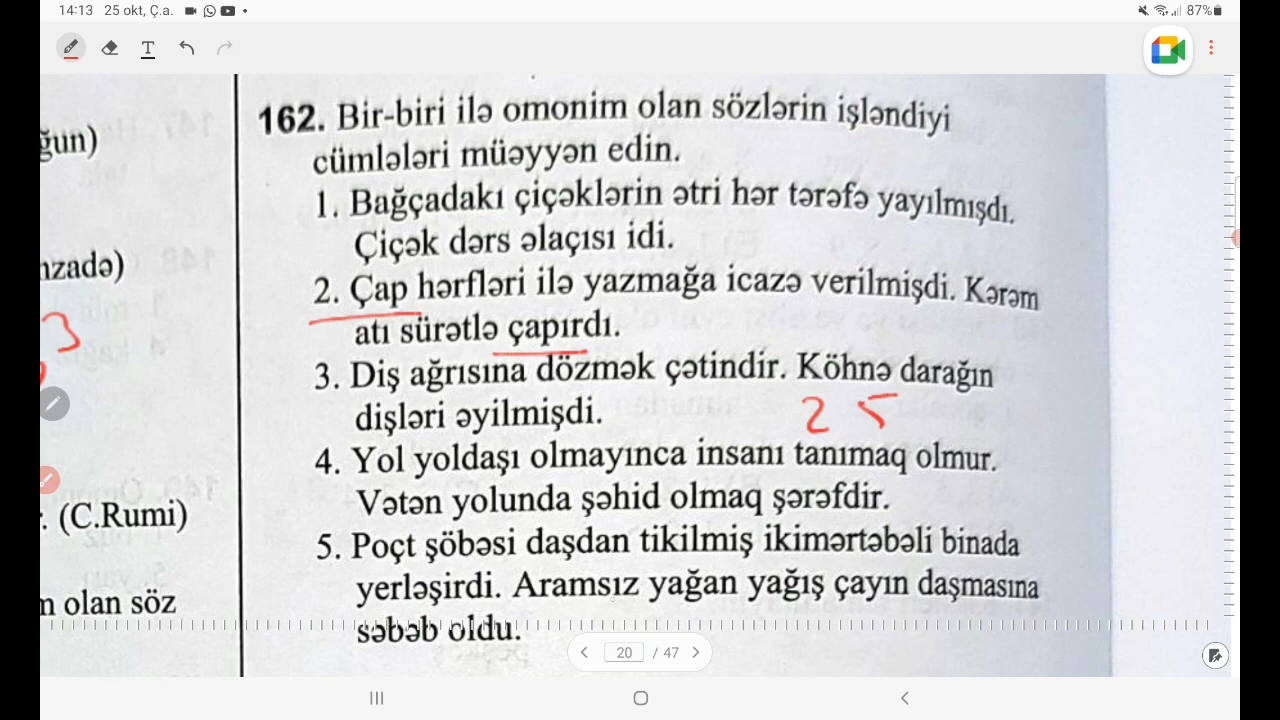 14:13 25 okt, Ç.a. 87%
T
162. Bir-biri ilə omonim olan sözlərin işləndiyi
cümlələri müəyyən edin.
1. Bağçadakı çiçəklərin ətri hər tərəfə yayılmışdı.
Çiçək dərs əlaçısı idi.
2. Çap hərfləri ilə yazmağa icazə verilmişdi. Kərəm
atı sürətlə çapırdı.
3. Diş ağrısına dözmək çətindir. Köhnə darağın
dişləri əyilmişdi.
2 5
4. Yol yoldaşı olmayınca insanı tanımaq olmur.
Vətən yolunda şəhid olmaq şərəfdir.
5. Poçt şöbəsi daşdan tikilmiş ikimərtəbəli binada
yerləşirdi. Aramsız yağan yağış çayın daşmasına
səbəb oldu.
ğun)
nzadə)
3
. (C.Rumi)
n olan söz
20 / 47